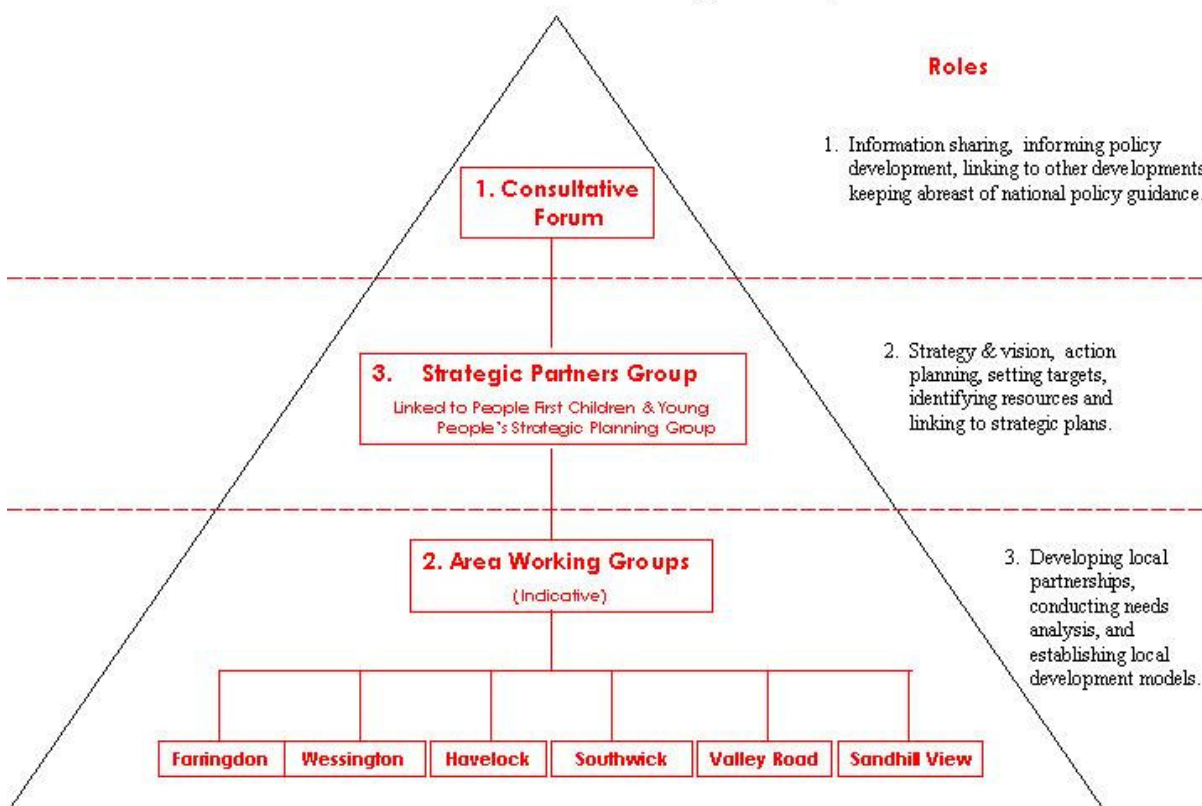 Roles
1. Information sharing, informing policy
development, linking to other developments
keeping abreast of national policy guidance.
1. Consultative
Forum
2. Strategy & vision, action
planning, setting targets,
identifying resources and
linking to strategic plans.
3. Strategic Partners Group
Linked to People First Children & Young
People's Strategic Planning Group
2. Area Working Groups
(Indicative)
3. Developing local
partnerships,
conducting needs
analysis, and
establishing local
development models.
Farringdon Wessington Havelock Southwick Valley Road Sandhill View